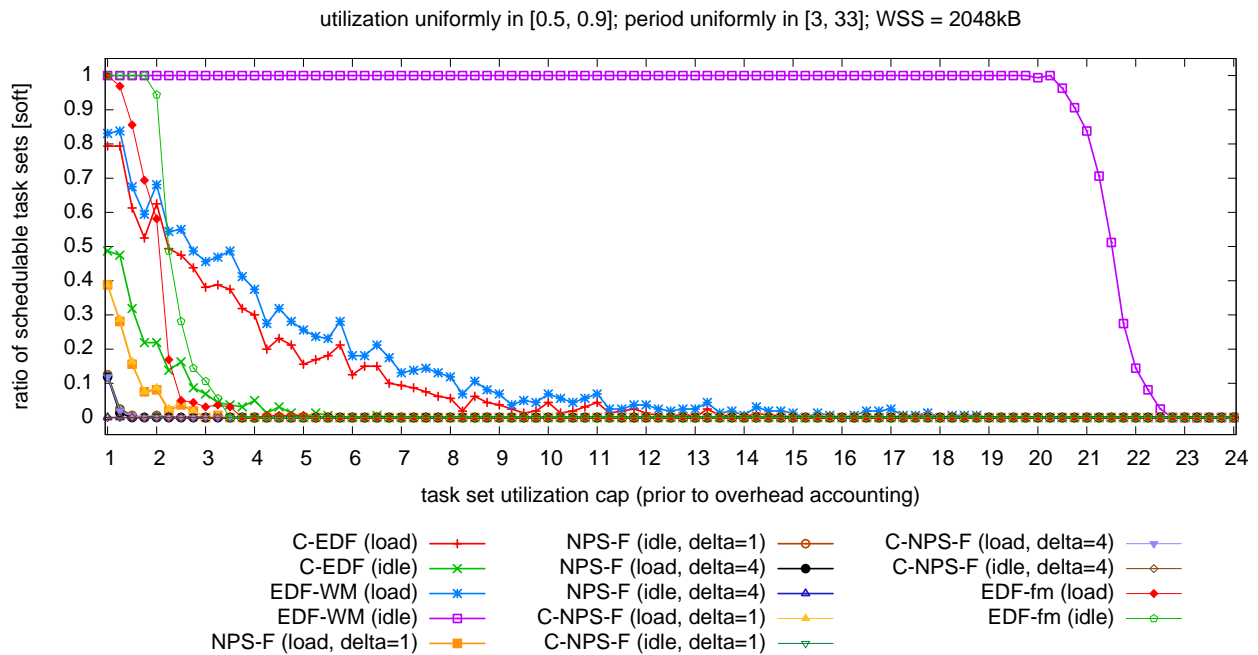 utilization uniformly in [0.5, 0.9]; period uniformly in [3, 33]; WSS = 2048kB
ratio of schedulable task sets [soft]
1
0.9
0.8
0.7
0.6
0.5
0.4
0.3
0.2
0.1
0
1 2 3 4 5 6 7 8 9 10 11 12 13 14 15 16 17 18 19 20 21 22 23 24
task set utilization cap (prior to overhead accounting)
C-EDF (load)
C-EDF (idle)
EDF-WM (load)
EDF-WM (idle)
NPS-F (load, delta=1)
NPS-F (idle, delta=1)
NPS-F (load, delta=4)
NPS-F (idle, delta=4)
C-NPS-F (load, delta=1)
C-NPS-F (idle, delta=1)
C-NPS-F (load, delta=4)
C-NPS-F (idle, delta=4)
EDF-fm (load)
EDF-fm (idle)